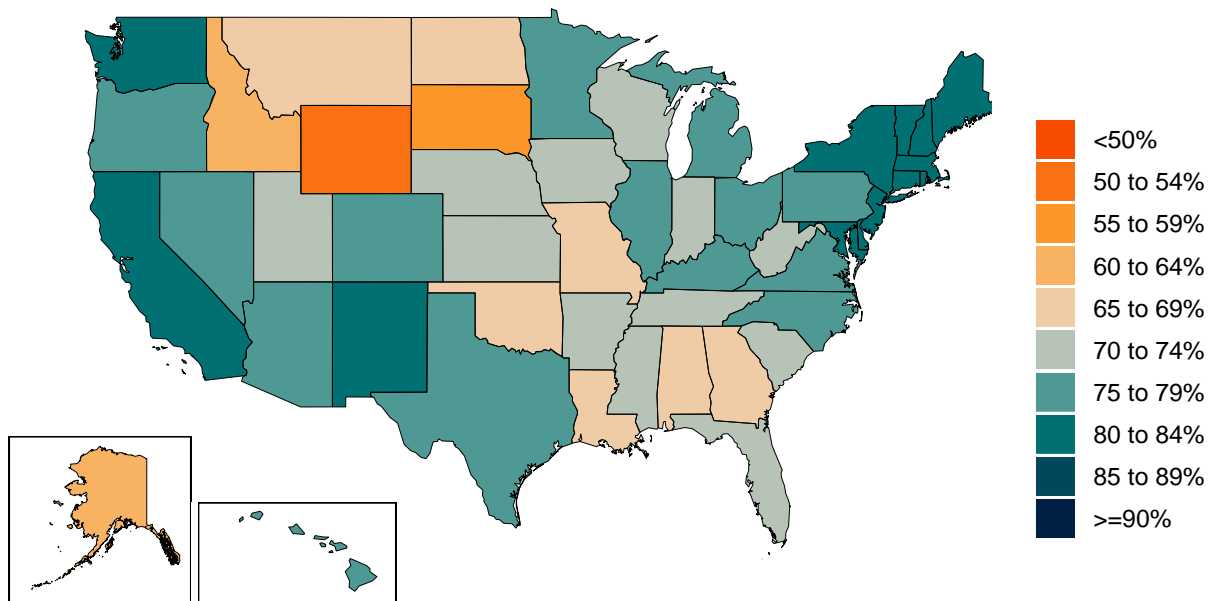 <50%
50 to 54%
55 to 59%
60 to 64%
65 to 69%
70 to 74%
75 to 79%
80 to 84%
85 to 89%
>=90%